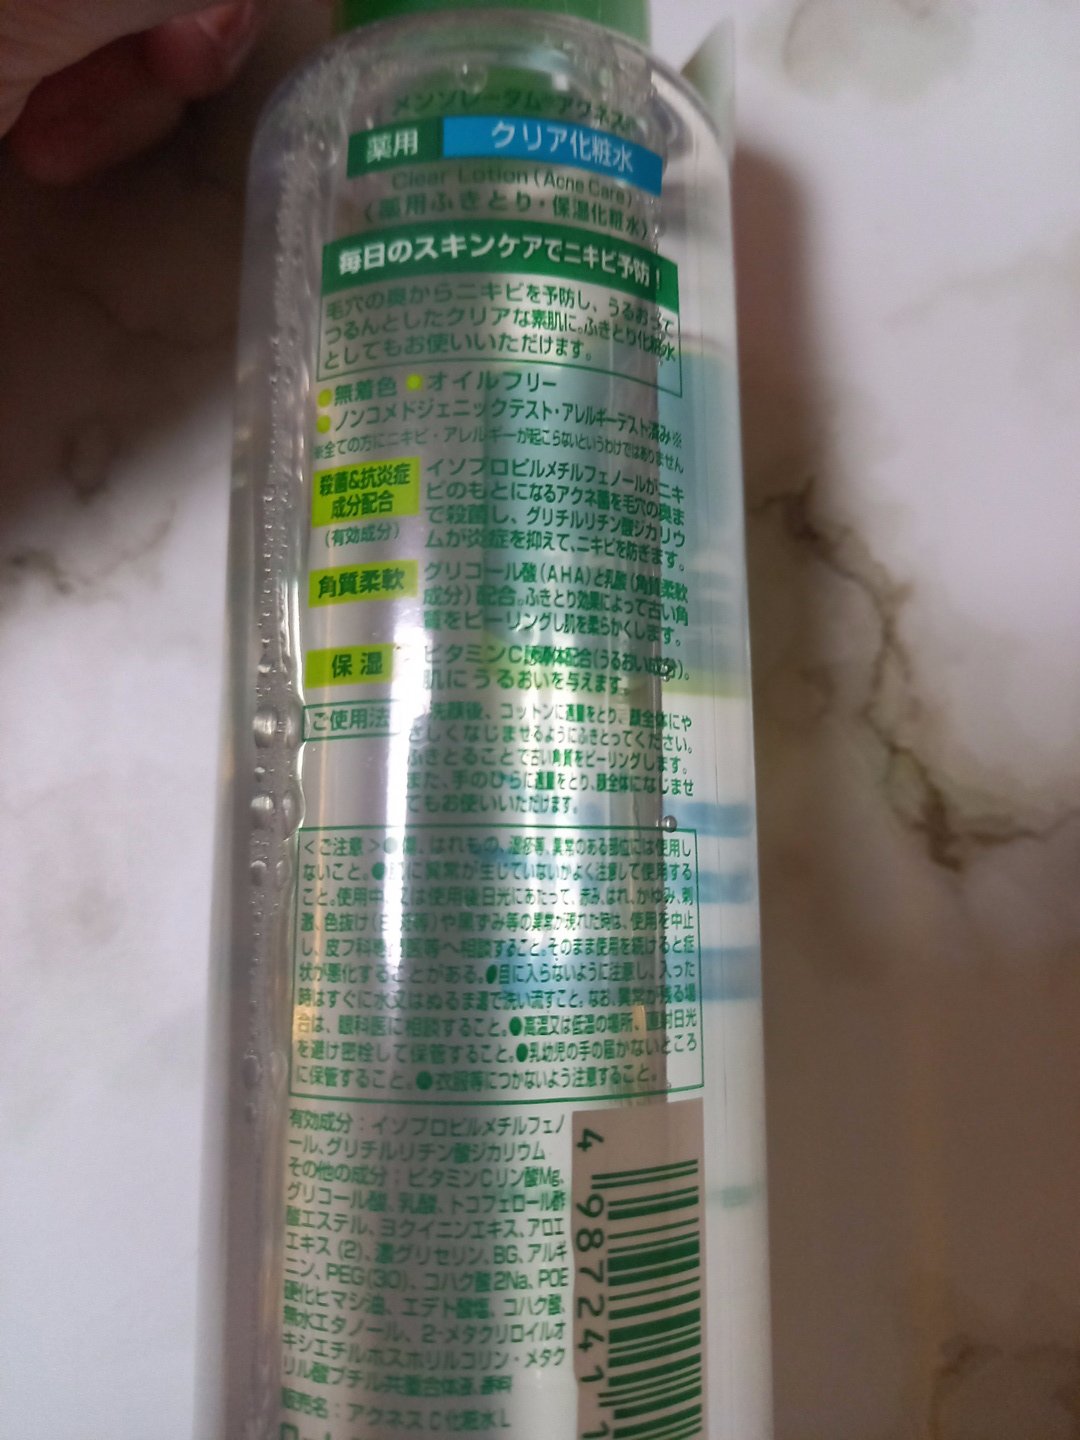 メンソレータム®アクネス®
薬用 クリア化粧水
Clear Lotion (Acne Care)
〈薬用ふきとり・保湿化粧水〉
毎日のスキンケアでニキビ予防!
毛穴の奥からニキビを予防し、うるおって
つるんとしたクリアな素肌に。ふきとり化粧水
としてもお使いいただけます。
●無着色 ●オイルフリー
●ノンコメドジェニックテスト・アレルギーテスト済み※
※全ての方にニキビ・アレルギーが起こらないというわけではありません
殺菌&抗炎症
成分配合
(有効成分)
イソプロピルメチルフェノールがニキ
ビのもとになるアクネ菌を毛穴の奥ま
で殺菌し、グリチルリチン酸ジカリウ
ムが炎症を抑えて、ニキビを防ぎます。
角質柔軟
グリコール酸(AHA)と乳酸(角質柔軟
成分)配合。ふきとり効果によって古い角
質をピーリングし肌を柔らかくします。
保湿
ビタミンC誘導体配合(うるおい成分)。
肌にうるおいを与えます。
ご使用法
洗顔後、コットンに適量をとり、顔全体にや
さしくなじませるようにふきとってください。
ふきとることで古い角質をピーリングします。
また、手のひらに適量をとり、顔全体になじませ
てもお使いいただけます。
<ご注意>●傷、はれもの、湿疹等、異常のある部位には使用し
ないこと。●肌に異常が生じていないかよく注意して使用する
こと。使用中又は使用後日光にあたって、赤み、はれ、かゆみ、刺
激、色抜け(白斑等)や黒ずみ等の異常が現れた時は、使用を中止
し、皮フ科専門医等へ相談すること。そのまま使用を続けると症
状が悪化することがある。●目に入らないように注意し、入った
時はすぐに水又はぬるま湯で洗い流すこと。なお、異常が残る場
合は、眼科医に相談すること。●高温又は低温の場所、直射日光
を避け密栓して保管すること。●乳幼児の手の届かないところ
に保管すること。●衣服等につかないよう注意すること。
有効成分:イソプロピルメチルフェノ
ール、グリチルリチン酸ジカリウム
その他の成分:ビタミンCリン酸Mg、
グリコール酸、乳酸、トコフェロール酢
酸エステル、ヨクイニンエキス、アロエ
エキス(2)、濃グリセリン、BG、アルギ
ニン、PEG(30)、コハク酸2Na、POE
硬化ヒマシ油、エデト酸塩、コハク酸、
無水エタノール、2-メタクリロイルオ
キシエチルホスホリルコリン・メタク
リル酸ブチル共重合体液、香料
販売名:アクネスC化粧水L
4 987241 1